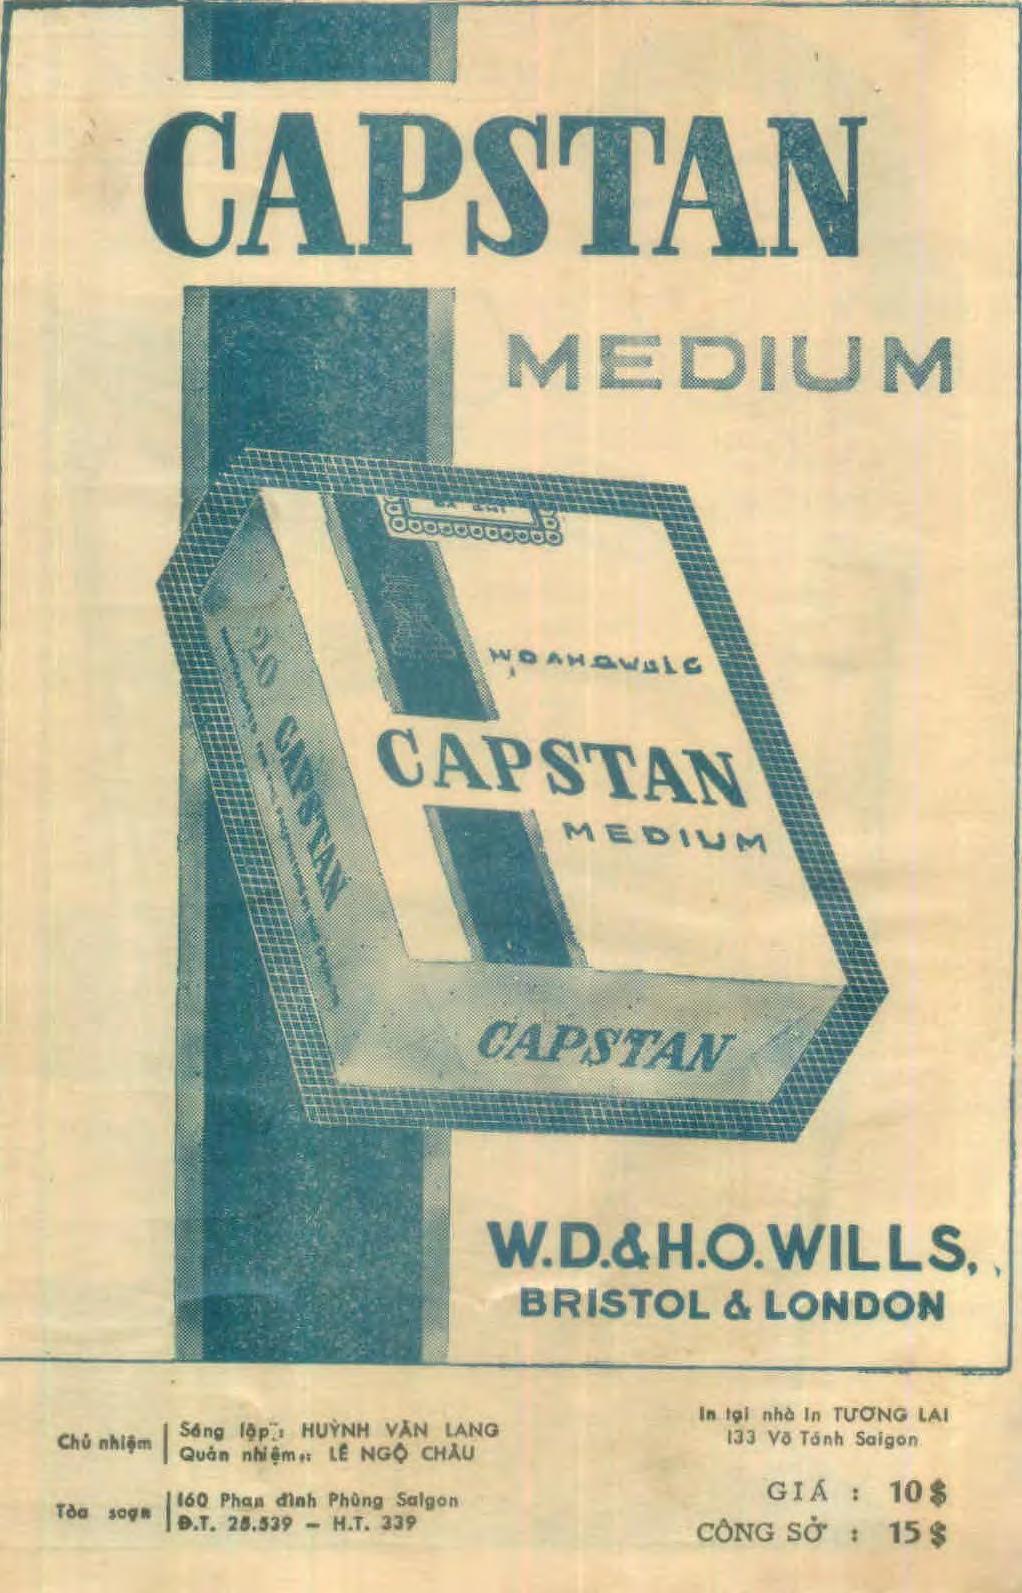 CAPSTAN
MEDIUM
20
CAPSTAN
CAPSTAN
MEDIUM
CAPSTAN
W.D.&H.O.WILLS,
BRISTOL & LONDON
Chủ nhiệm
Sáng lập : HUỲNH VĂN LANG
Quản nhiệm : LÊ NGỘ CHÂU
Tòa soạn
160 Phan đình Phùng Saigon
Đ.T. 25.539 — H.T. 339
In tại nhà in TƯƠNG LAI
133 Võ Tánh Saigon
GIÁ : 10$
CÔNG SỞ : 15$